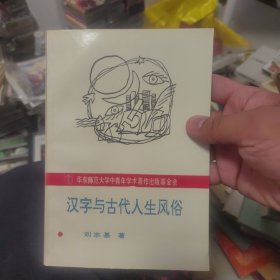 华东师范大学中青年学术著作出版基金会
汉字与古代人生风俗
刘志基 著